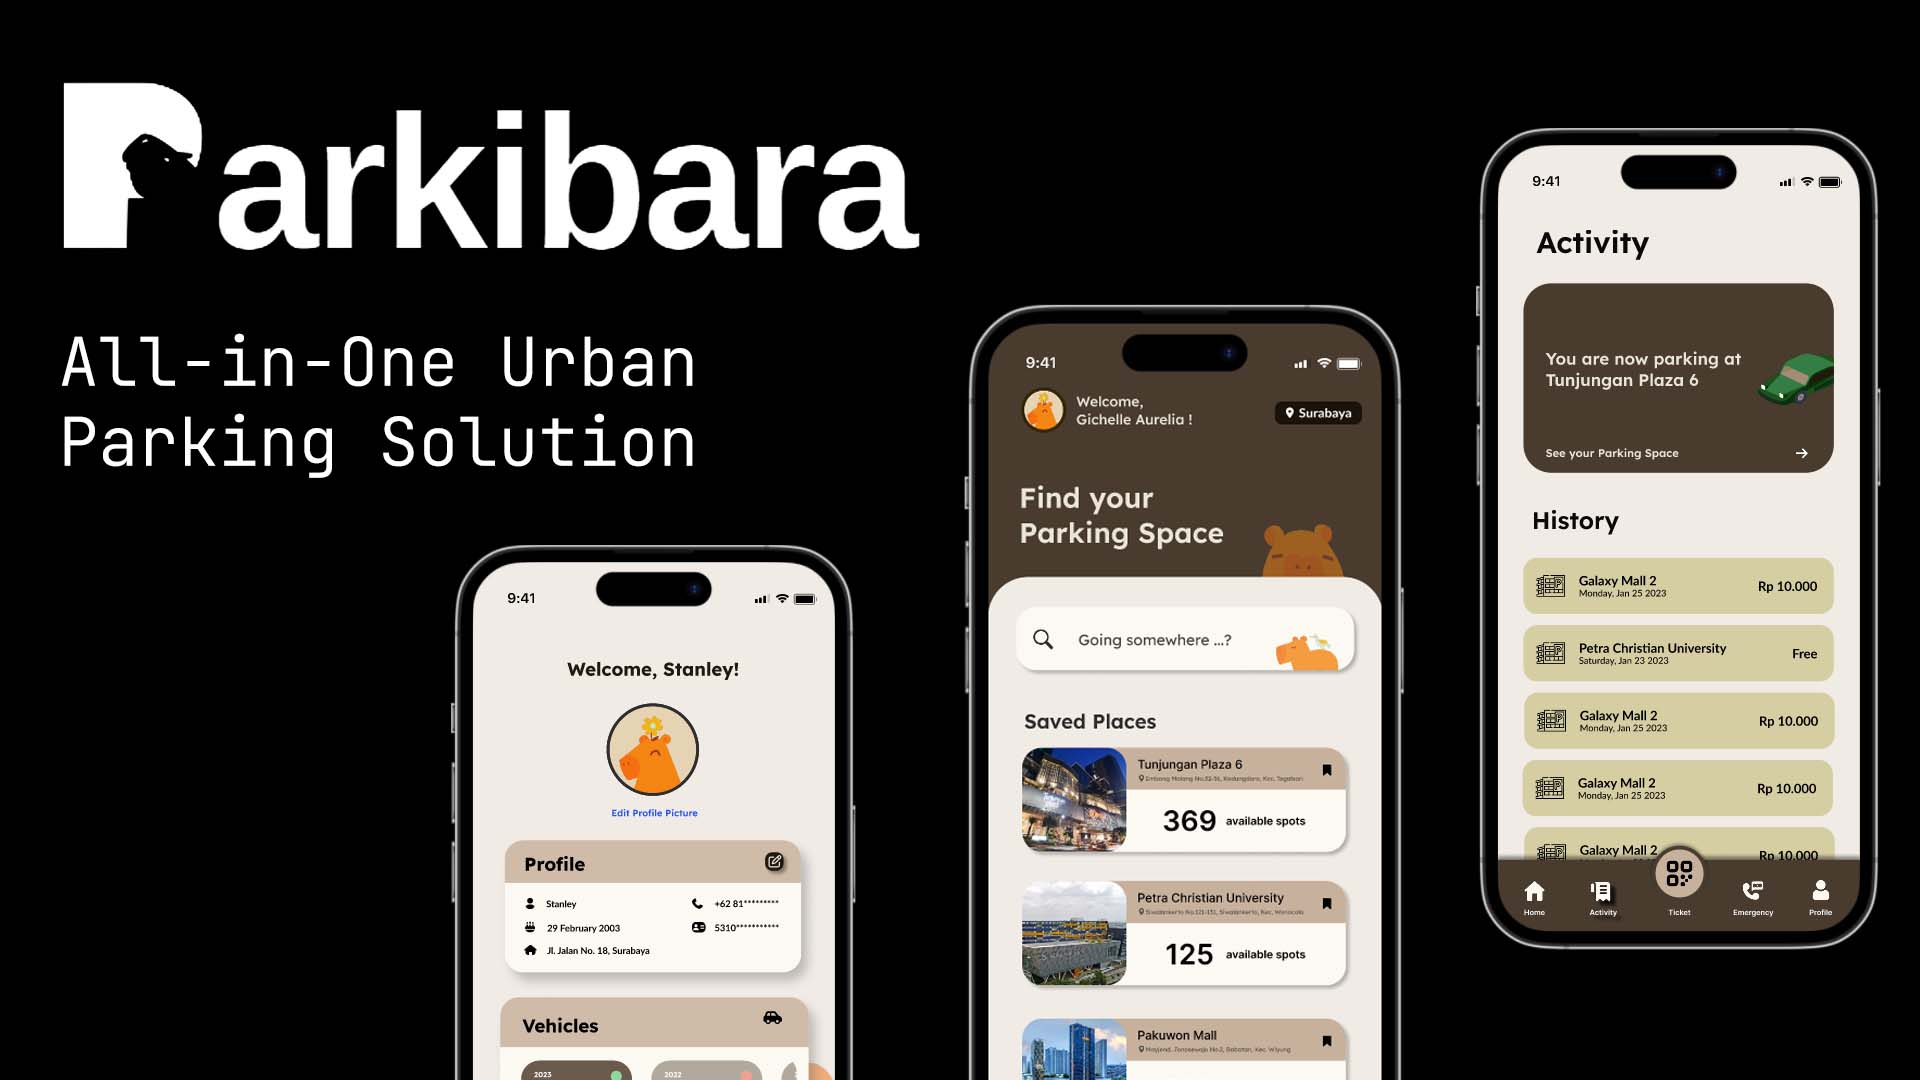 Parkibara
All-in-One Urban
Parking Solution
9:41
Welcome, Stanley!
Edit Profile Picture
Profile
Stanley
+62 81*********
29 February 2003
5310***********
Jl. Jalan No. 18, Surabaya
Vehicles
2023
2022
9:41
Welcome,
Gichelle Aurelia !
Surabaya
Find your
Parking Space
Going somewhere ...?
Saved Places
Tunjungan Plaza 6
369 available spots
Petra Christian University
125 available spots
Pakuwon Mall
9:41
Activity
You are now parking at
Tunjungan Plaza 6
See your Parking Space
History
Galaxy Mall 2
Monday, Jan 25 2023
Rp 10.000
Petra Christian University
Saturday, Jan 23 2023
Free
Galaxy Mall 2
Monday, Jan 25 2023
Rp 10.000
Galaxy Mall 2
Monday, Jan 25 2023
Rp 10.000
Galaxy Mall 2
Rp 10.000
Home
Activity
Ticket
Emergency
Profile